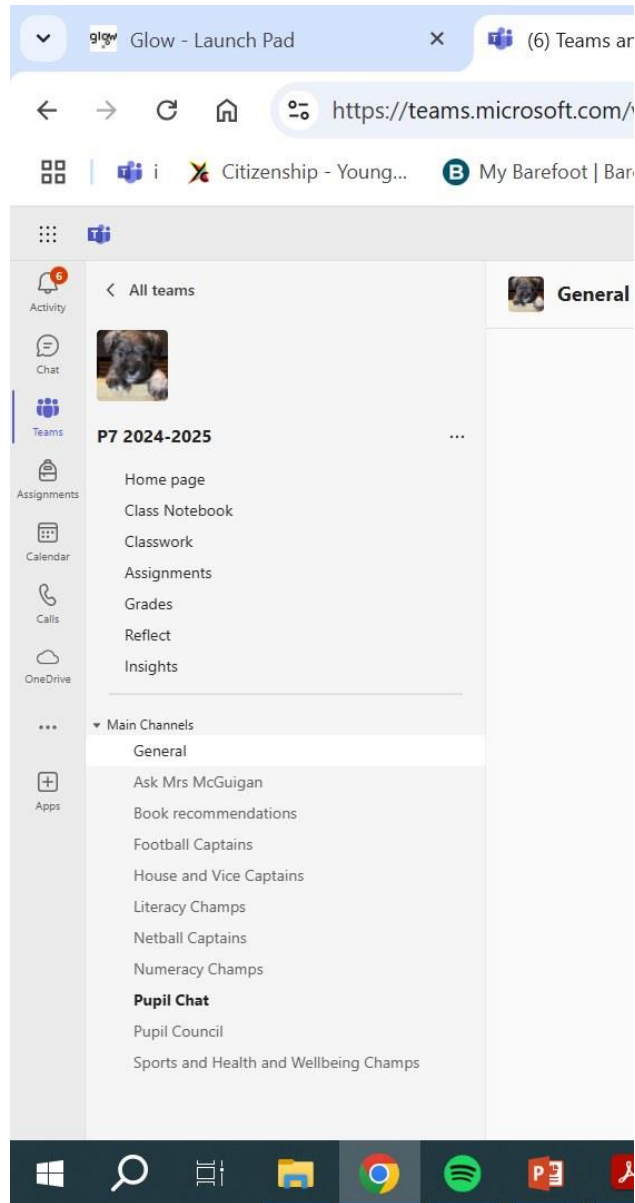 glow Glow - Launch Pad (6) Teams an
https://teams.microsoft.com/
i Citizenship - Young... B My Barefoot | Bar
6
Activity
Chat
Teams
Assignments
Calendar
Calls
OneDrive
Apps
All teams
P7 2024-2025
Home page
Class Notebook
Classwork
Assignments
Grades
Reflect
Insights
Main Channels
General
Ask Mrs McGuigan
Book recommendations
Football Captains
House and Vice Captains
Literacy Champs
Netball Captains
Numeracy Champs
Pupil Chat
Pupil Council
Sports and Health and Wellbeing Champs
General